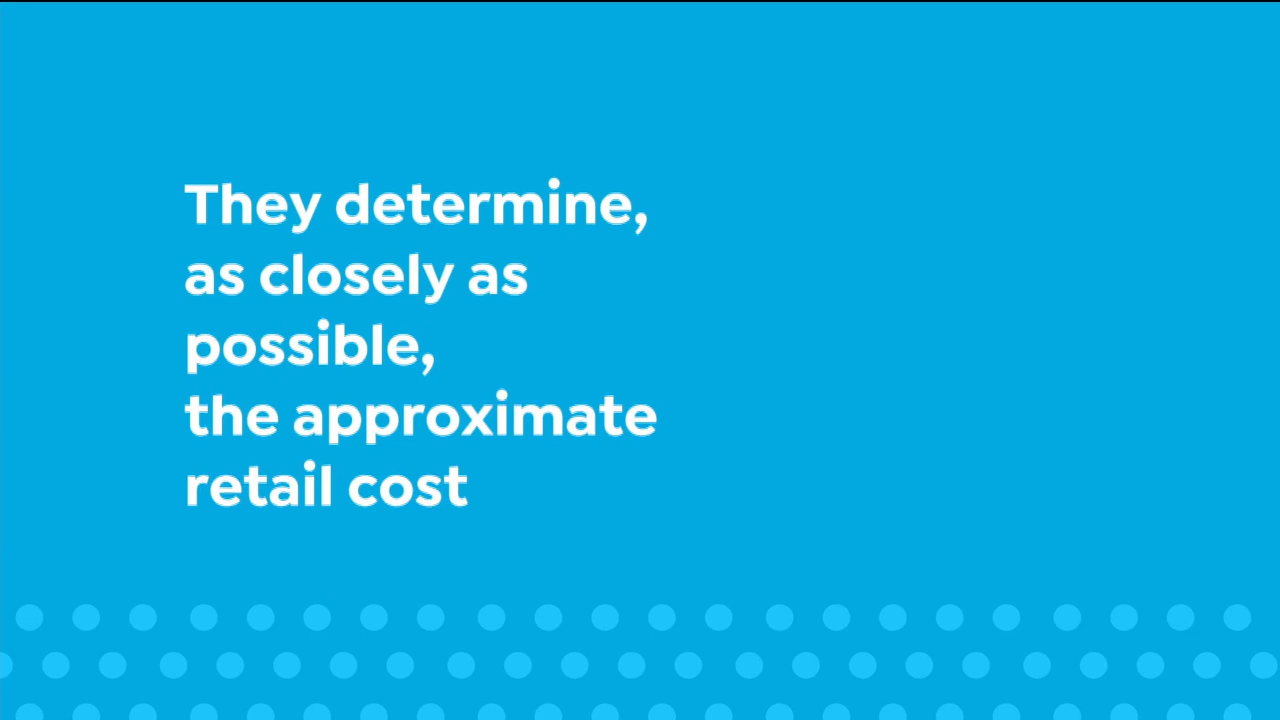 They determine,
as closely as
possible,
the approximate
retail cost